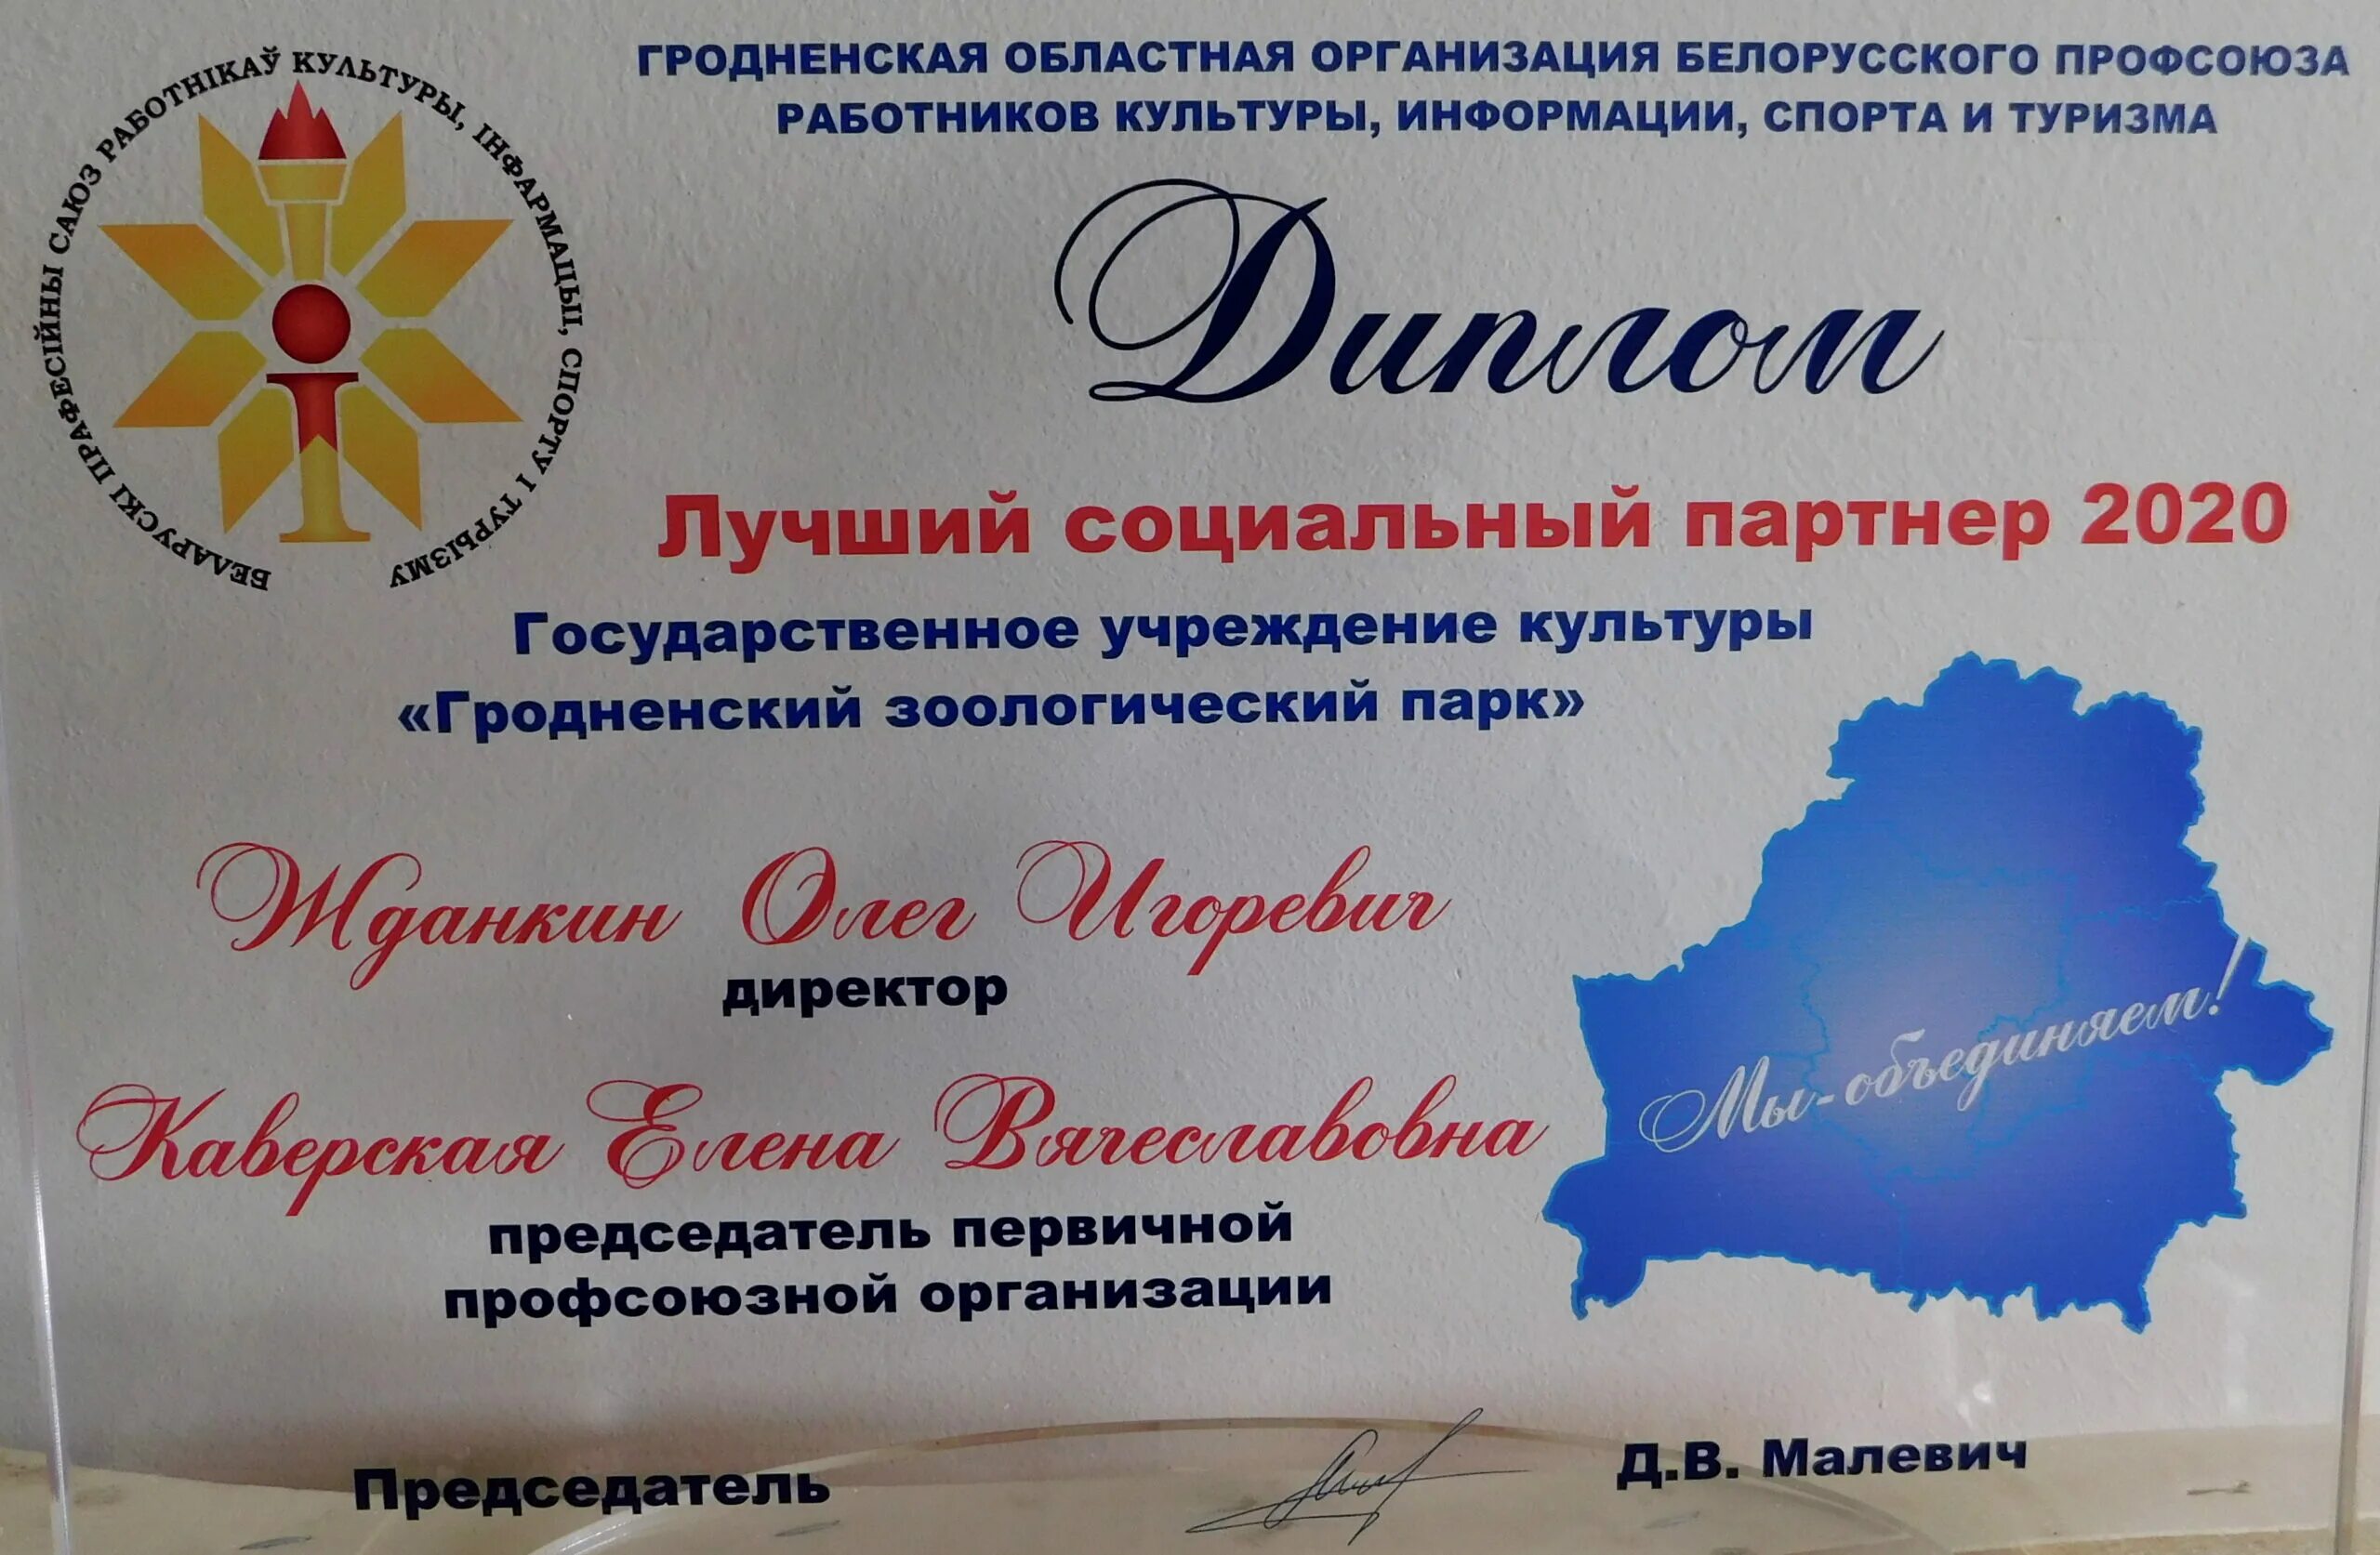 БЕЛАРУСКІ ПРАФЕСІЙНЫ САЮЗ РАБОТНІКАЎ КУЛЬТУРЫ, ІНФАРМАЦЫІ, СПОРТУ І ТУРЫЗМУ
ГРОДНЕНСКАЯ ОБЛАСТНАЯ ОРГАНИЗАЦИЯ БЕЛОРУССКОГО ПРОФСОЮЗА
РАБОТНИКОВ КУЛЬТУРЫ, ИНФОРМАЦИИ, СПОРТА И ТУРИЗМА
Диплом
Лучший социальный партнер 2020
Государственное учреждение культуры
«Гродненский зоологический парк»
Жданкин Олег Игоревич
директор
Мы-объединяем!
Каверская Елена Вячеславовна
председатель первичной
профсоюзной организации
Председатель Д.В. Малевич